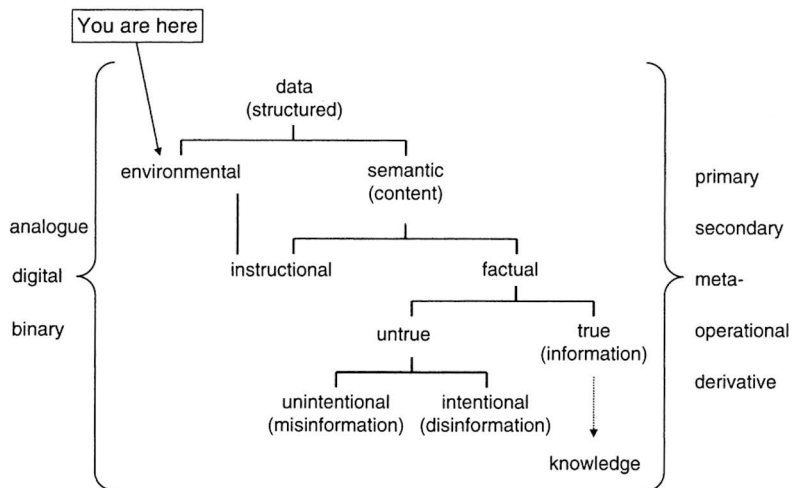 You are here
data
(structured)
environmental
semantic
(content)
primary
analogue
secondary
instructional
factual
digital
meta-
binary
untrue
true
(information)
operational
unintentional
(misinformation)
intentional
(disinformation)
derivative
knowledge